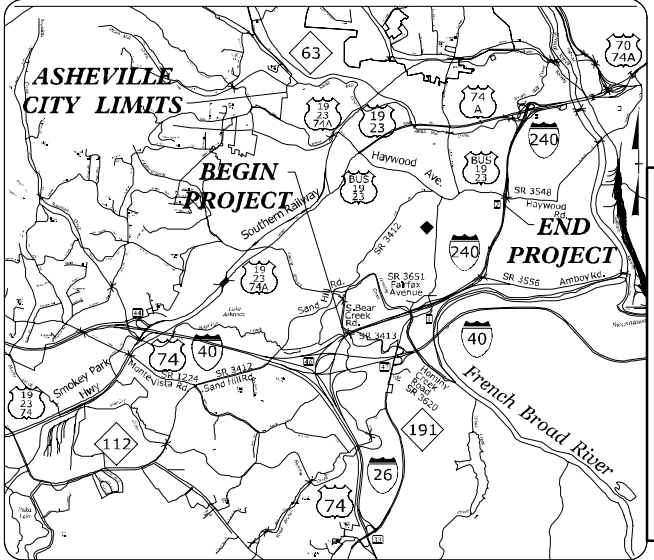 63
70
74A
ASHEVILLE
CITY LIMITS
19
23
74A
19
23
74
A
240
BEGIN
PROJECT
BUS
19
23
Haywood Ave.
BUS
19
23
SR 3548
Haywood
Rd.
END
PROJECT
Southern Railway
SR 3412
240
19
23
74A
Sand Hill Rd.
SR 3651
Fairfax
Avenue
SR 3556
Amboy Rd.
S.Bear
Creek
Rd.
SR 3413
44
74
40
40
SR 1224
Monte Vista Rd
SR 3412
Sand Hill Rd.
46
47
Smokey Park
Hwy
19
23
74
Hominy
Creek
Road
SR 3620
French Broad River
112
191
26
74
33